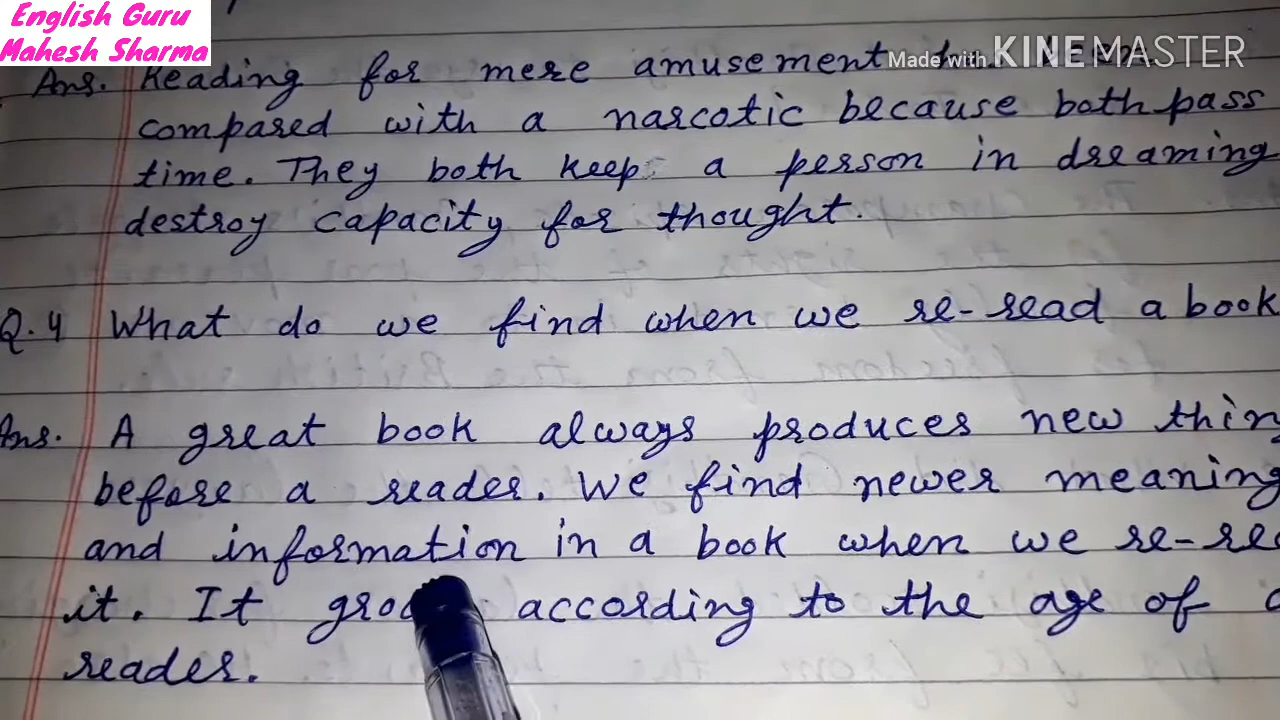 English Guru
Mahesh Sharma
Made with KINEMASTER
Ans. Reading for mere amusement
compared with a narcotic because both pass
time. They both keep a person in dreaming
destroy capacity for thought.
Q.4 What do we find when we re-read a book
Ans. A great book always produces new thin
before a reader. We find newer meaning
and information in a book when we re-re
it. It according to the age of a
reader.